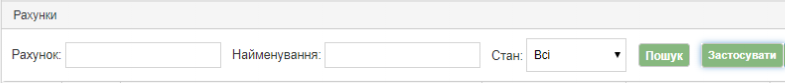 Рахунки
Рахунок: Найменування: Стан: Всі Пошук Застосувати